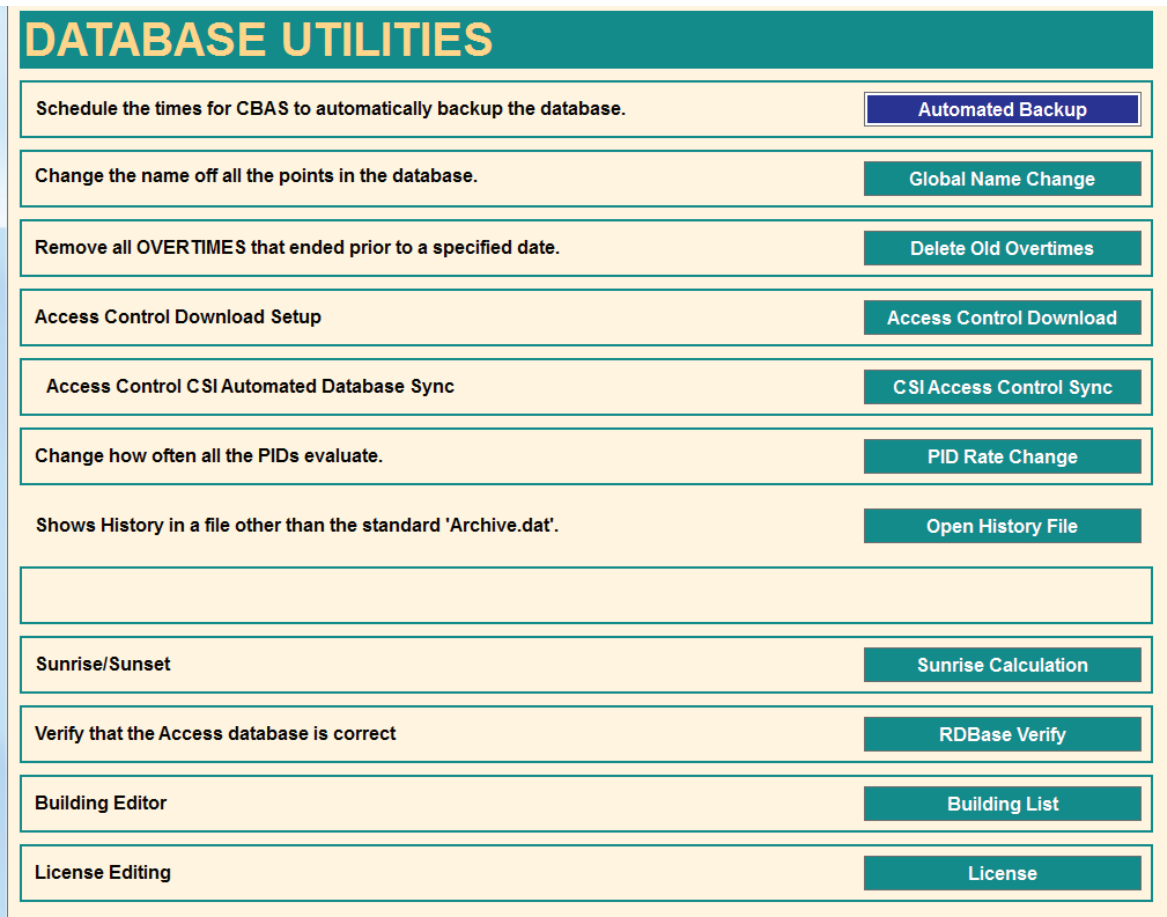 DATABASE UTILITIES
Schedule the times for CBAS to automatically backup the database. Automated Backup
Change the name off all the points in the database. Global Name Change
Remove all OVERTIMES that ended prior to a specified date. Delete Old Overtimes
Access Control Download Setup Access Control Download
Access Control CSI Automated Database Sync CSI Access Control Sync
Change how often all the PIDs evaluate. PID Rate Change
Shows History in a file other than the standard 'Archive.dat'. Open History File
Sunrise/Sunset Sunrise Calculation
Verify that the Access database is correct RDBase Verify
Building Editor Building List
License Editing License